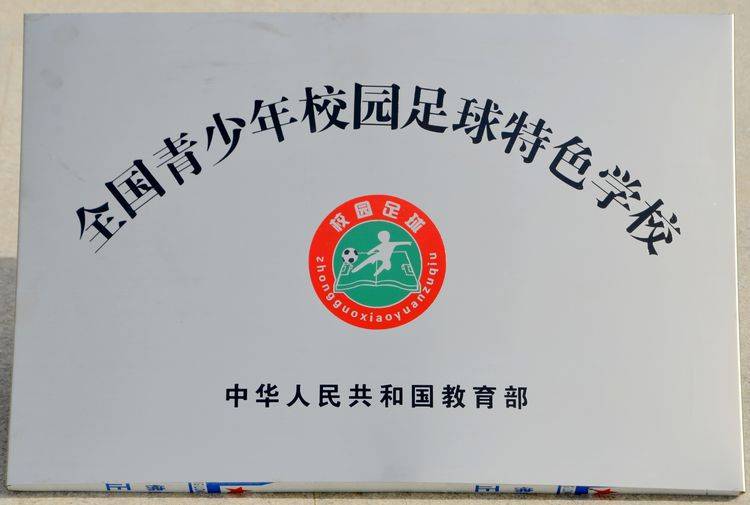 全国青少年校园足球特色学校
校园足球
zhongguoxiaoyuanzuqiu
中华人民共和国教育部